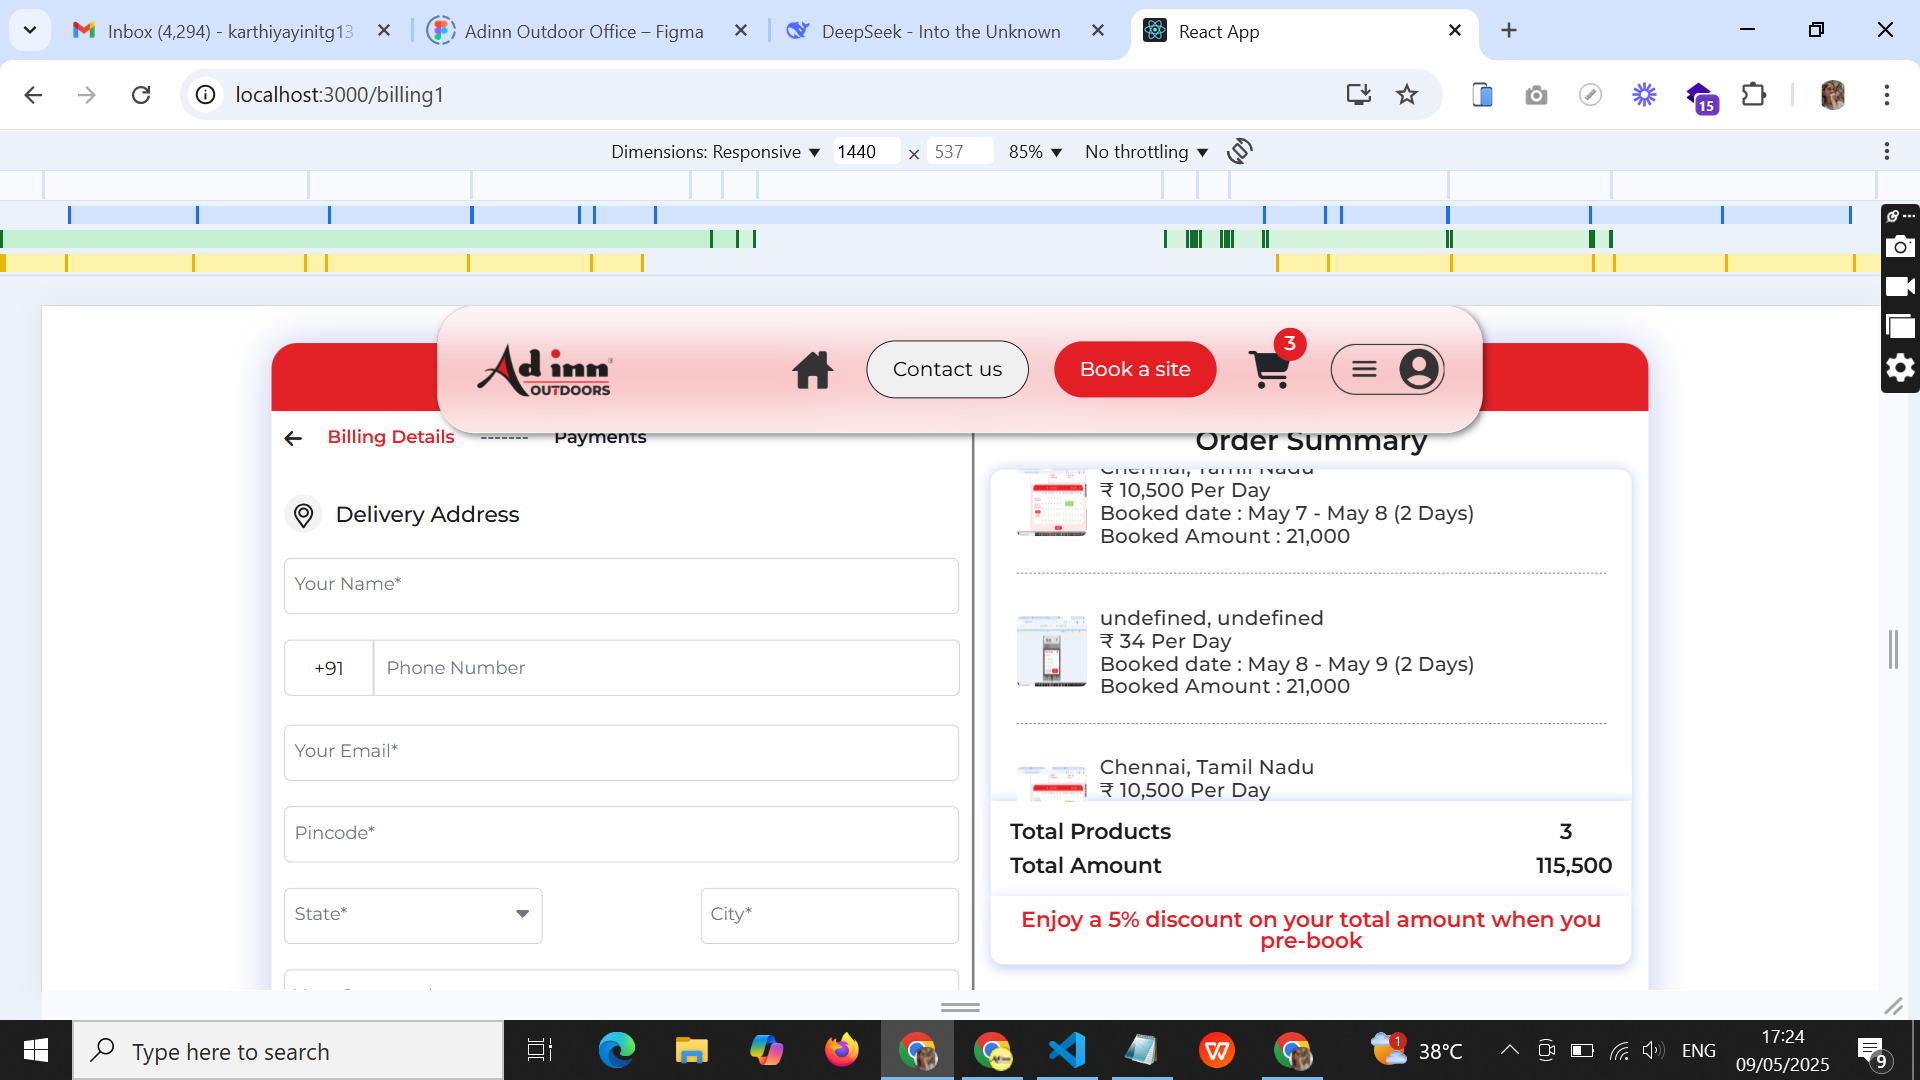 Inbox (4,294) - karthiyayinitg13
Adinn Outdoor Office – Figma
DeepSeek - Into the Unknown
React App
localhost:3000/billing1
15
Dimensions: Responsive
1440 × 537
85%
No throttling
Ad inn
OUTDOORS
Contact us
Book a site
3
Billing Details
-------
Payments
Order Summary
Delivery Address
Your Name*
+91
Phone Number
Your Email*
Pincode*
State*
City*
Chennai, Tamil Nadu
₹ 10,500 Per Day
Booked date : May 7 - May 8 (2 Days)
Booked Amount : 21,000
undefined, undefined
₹ 34 Per Day
Booked date : May 8 - May 9 (2 Days)
Booked Amount : 21,000
Chennai, Tamil Nadu
₹ 10,500 Per Day
Total Products 3
Total Amount 115,500
Enjoy a 5% discount on your total amount when you
pre-book
Type here to search
1
38°C
ENG
17:24
09/05/2025
9